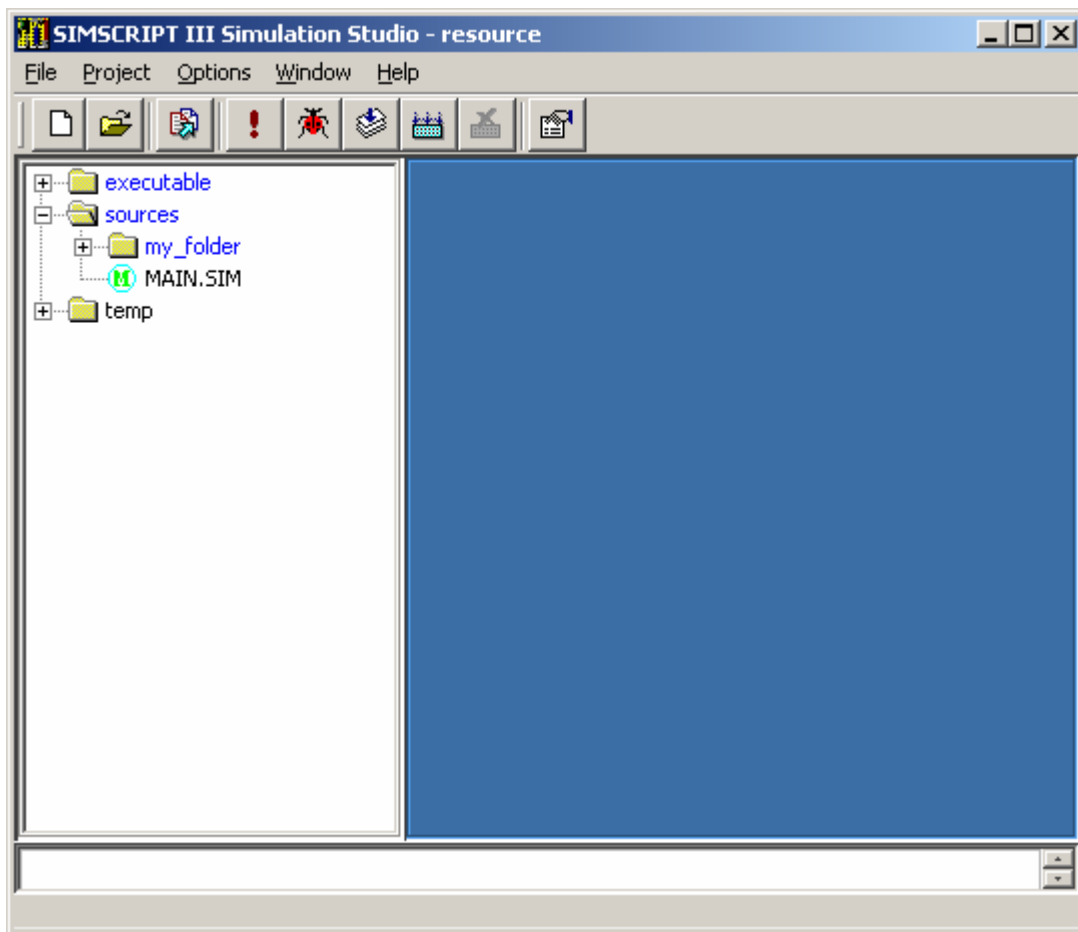 SIMSCRIPT III Simulation Studio - resource
File Project Options Window Help
executable
sources
my_folder
M MAIN.SIM
temp